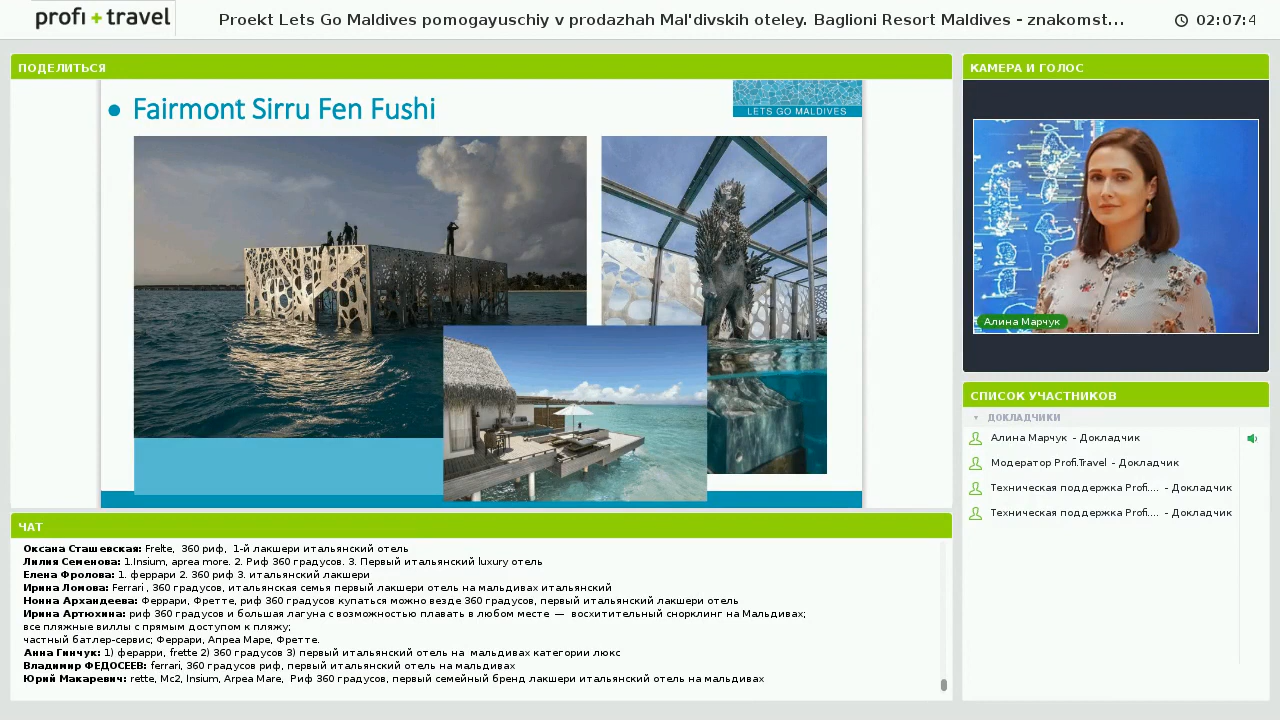 profi+travel
Proekt Lets Go Maldives pomogayuschiy v prodazhah Mal'divskih oteley. Baglioni Resort Maldives - znakomst...
02:07:4
ПОДЕЛИТЬСЯ
• Fairmont Sirru Fen Fushi
LETS GO MALDIVES
КАМЕРА И ГОЛОС
Алина Марчук
СПИСОК УЧАСТНИКОВ
ДОКЛАДЧИКИ
Алина Марчук - Докладчик
Модератор Profi.Travel - Докладчик
Техническая поддержка Profi.... - Докладчик
Техническая поддержка Profi.... - Докладчик
ЧАТ
Оксана Сташевская: Frelte, 360 риф, 1-й лакшери итальянский отель
Лилия Семенова: 1.Insium, aprea more. 2. Риф 360 градусов. 3. Первый итальянский luxury отель
Елена Фролова: 1. феррари 2. 360 риф 3. итальянский лакшери
Ирина Ломова: Ferrari , 360 градусов, итальянская семья первый лакшери отель на мальдивах итальянский
Нонна Архандеева: Феррари, Фретте, риф 360 градусов купаться можно везде 360 градусов, первый итальянский лакшери отель
Ирина Артюхина: риф 360 градусов и большая лагуна с возможностью плавать в любом месте — восхитительный снорклинг на Мальдивах;
все пляжные виллы с прямым доступом к пляжу;
частный батлер-сервис; Феррари, Апреа Маре, Фретте.
Анна Гинчук: 1) ферарри, frette 2) 360 градусов 3) первый итальянский отель на мальдивах категории люкс
Владимир ФЕДОСЕЕВ: ferrari, 360 градусов риф, первый итальянский отель на мальдивах
Юрий Макаревич: rette, Mc2, Insium, Arpea Mare, Риф 360 градусов, первый семейный бренд лакшери итальянский отель на мальдивах